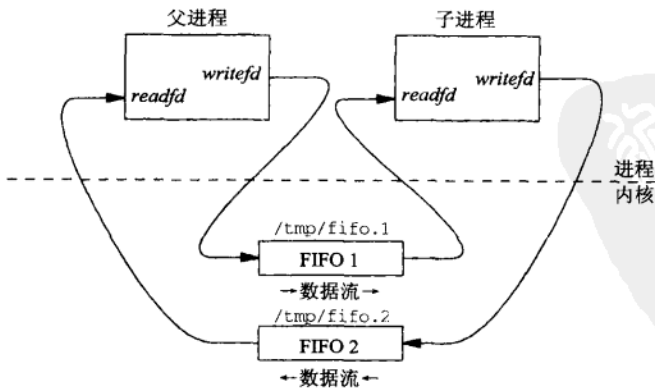 父进程
子进程
writefd
readfd
writefd
readfd
进程
内核
/tmp/fifo.1
FIFO 1
→数据流→
/tmp/fifo.2
FIFO 2
←数据流←